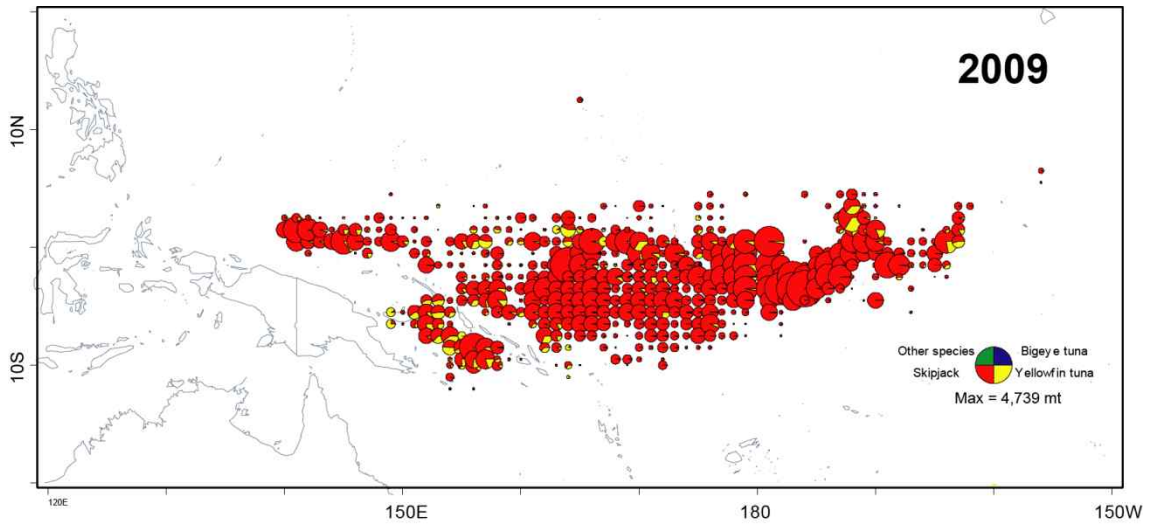 2009
10N
Other species Bigeye tuna
Skipjack Yellowfin tuna
10S
Max = 4,739 mt
120E
150E 180 150W